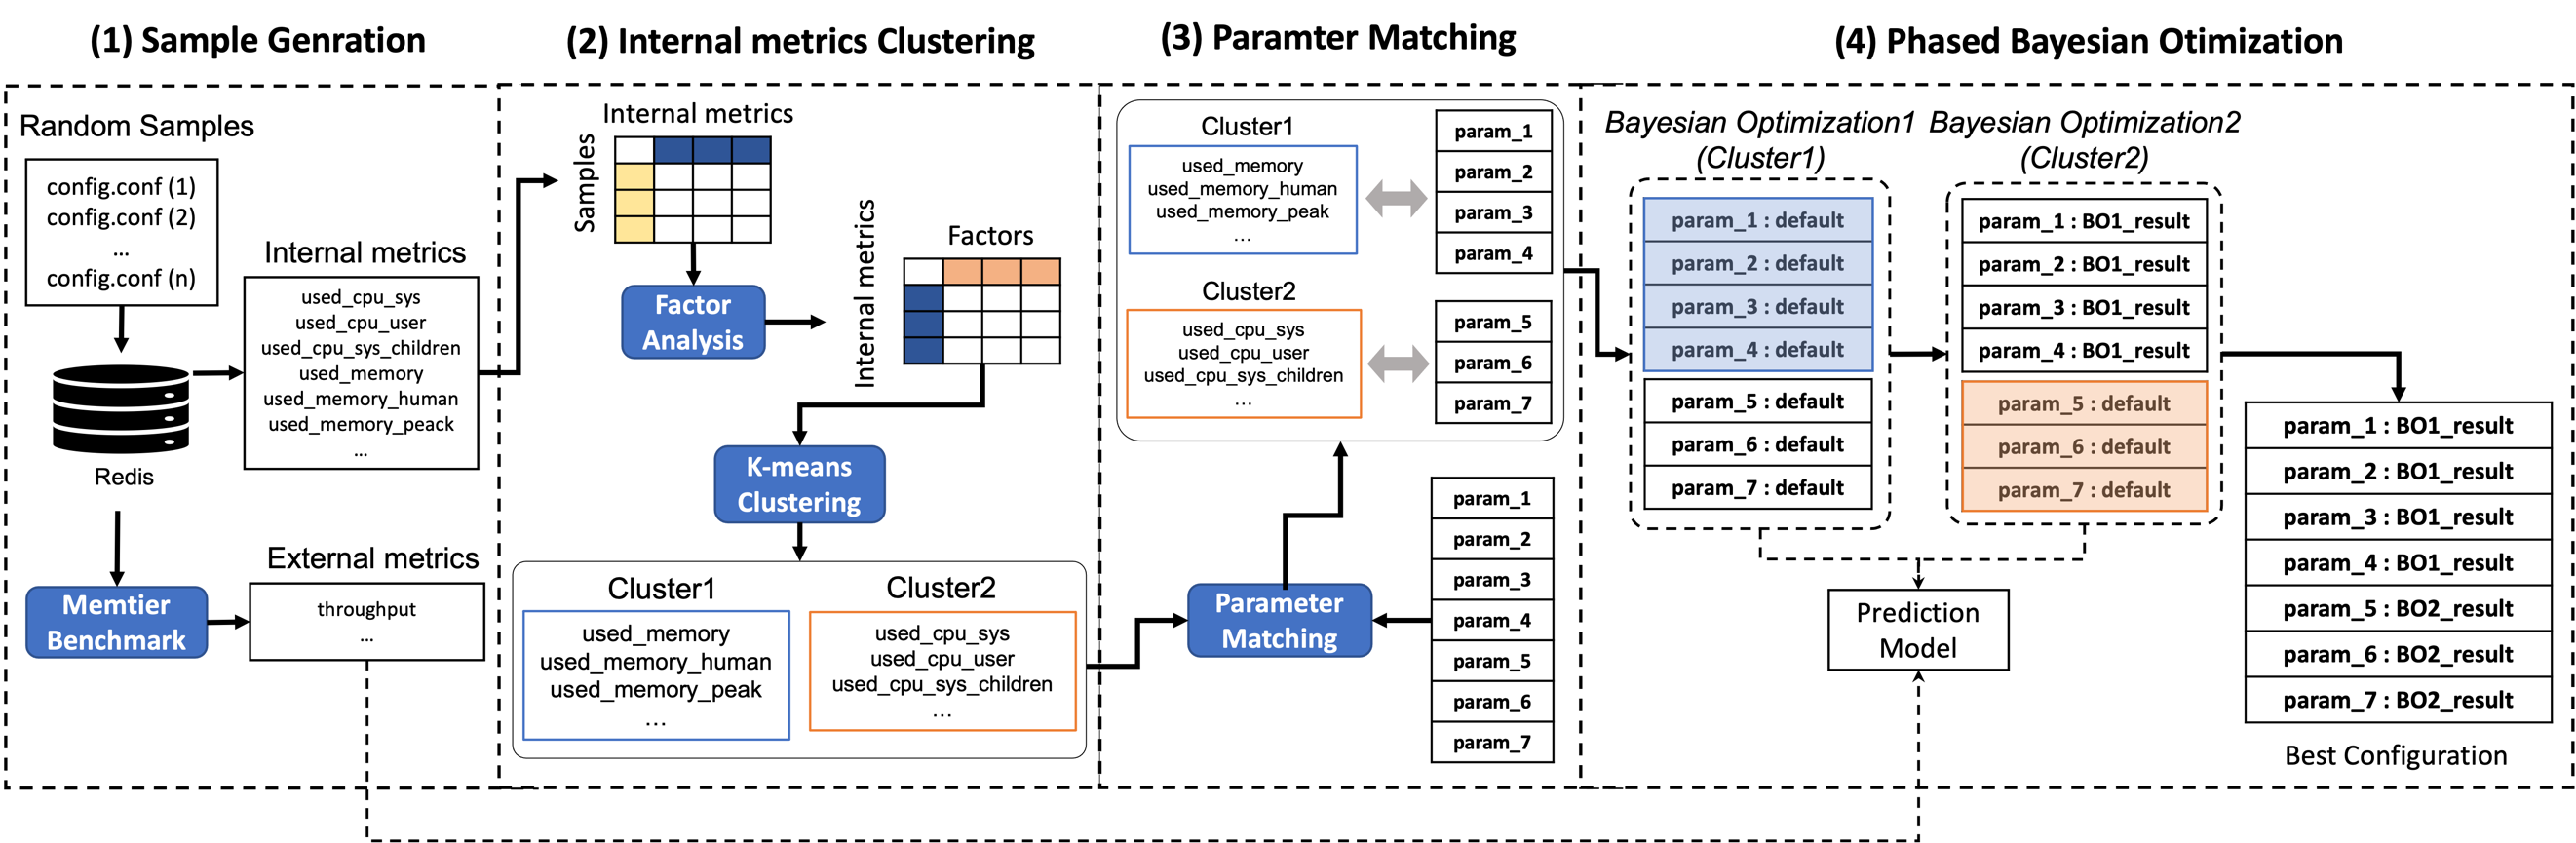 (1) Sample Genration
Random Samples
config.conf (1)
config.conf (2)
...
config.conf (n)
Redis
Internal metrics
used_cpu_sys
used_cpu_user
used_cpu_sys_children
used_memory
used_memory_human
used_memory_peack
...
Memtier
Benchmark
External metrics
throughput
...
(2) Internal metrics Clustering
Internal metrics
Samples
Factor
Analysis
Internal metrics
Factors
K-means
Clustering
Cluster1
used_memory
used_memory_human
used_memory_peak
...
Cluster2
used_cpu_sys
used_cpu_user
used_cpu_sys_children
...
(3) Paramter Matching
Cluster1
used_memory
used_memory_human
used_memory_peak
...
param_1
param_2
param_3
param_4
Cluster2
used_cpu_sys
used_cpu_user
used_cpu_sys_children
...
param_5
param_6
param_7
Parameter
Matching
param_1
param_2
param_3
param_4
param_5
param_6
param_7
(4) Phased Bayesian Otimization
Bayesian Optimization1
(Cluster1)
param_1 : default
param_2 : default
param_3 : default
param_4 : default
param_5 : default
param_6 : default
param_7 : default
Bayesian Optimization2
(Cluster2)
param_1 : BO1_result
param_2 : BO1_result
param_3 : BO1_result
param_4 : BO1_result
param_5 : default
param_6 : default
param_7 : default
Prediction
Model
param_1 : BO1_result
param_2 : BO1_result
param_3 : BO1_result
param_4 : BO1_result
param_5 : BO2_result
param_6 : BO2_result
param_7 : BO2_result
Best Configuration